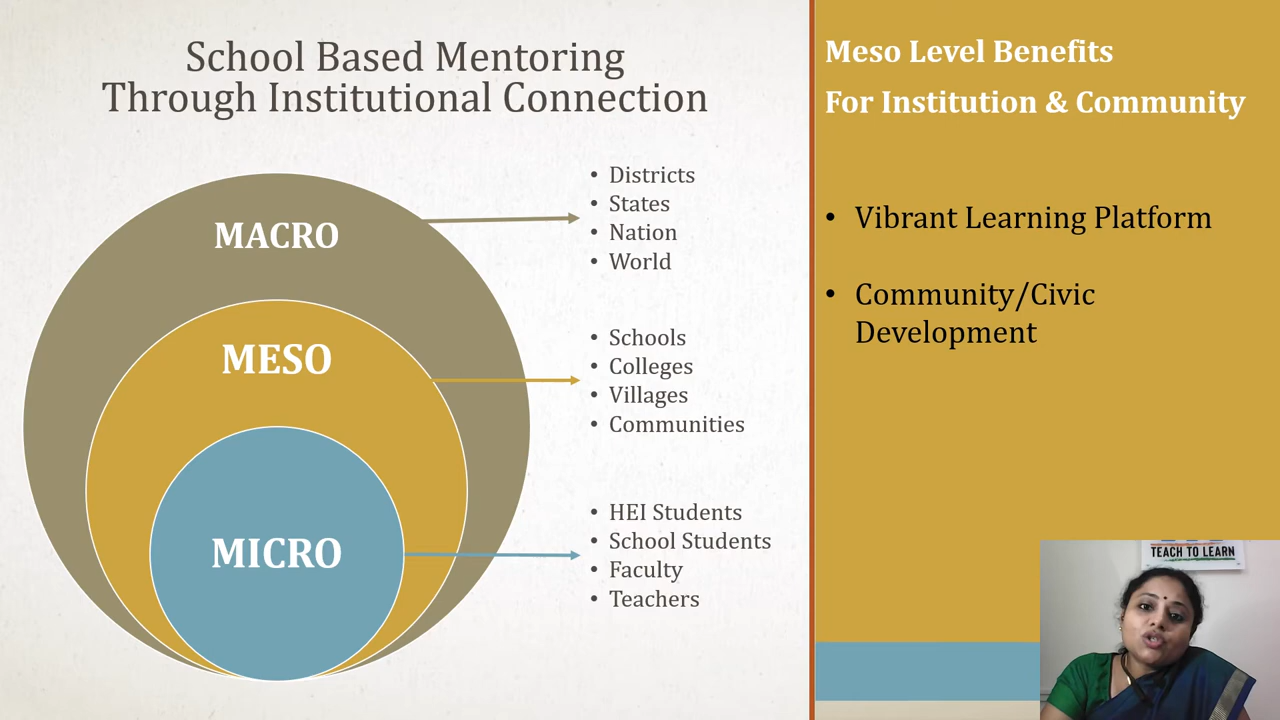 School Based Mentoring
Through Institutional Connection
MACRO
• Districts
• States
• Nation
• World
MESO
• Schools
• Colleges
• Villages
• Communities
MICRO
• HEI Students
• School Students
• Faculty
• Teachers
Meso Level Benefits
For Institution & Community
• Vibrant Learning Platform
• Community/Civic
Development
TEACH TO LEARN